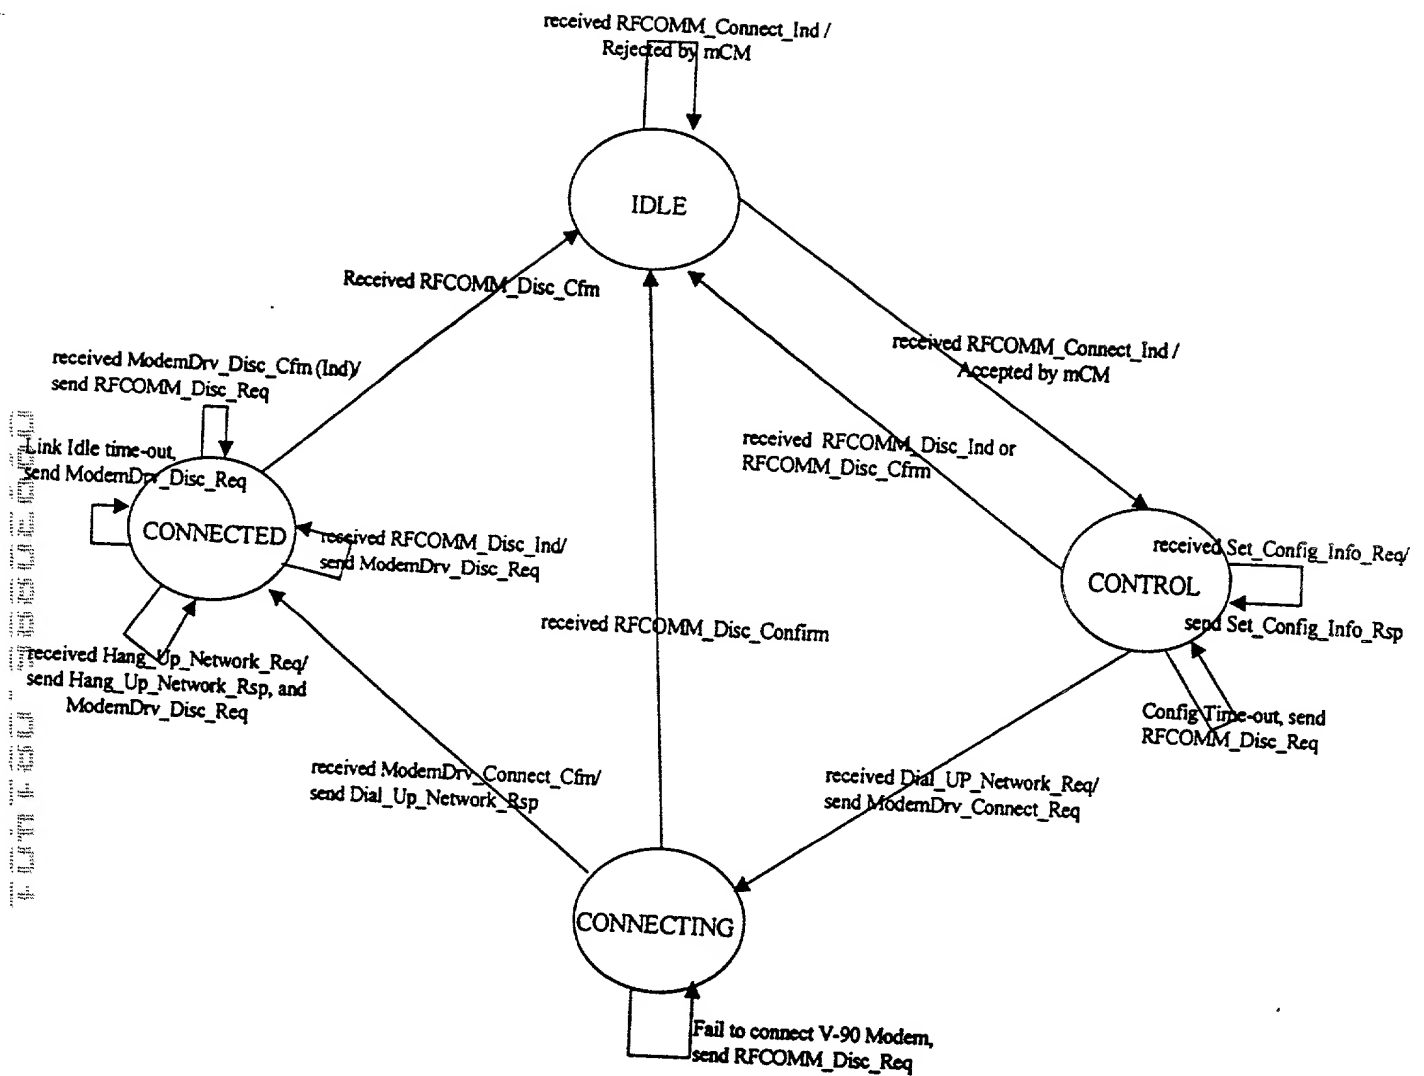 received RFCOMM_Connect_Ind /
Rejected by mCM
IDLE
Received RFCOMM_Disc_Cfm
received RFCOMM_Connect_Ind /
Accepted by mCM
received ModemDrv_Disc_Cfm (Ind)/
send RFCOMM_Disc_Req
Link Idle time-out,
send ModemDrv_Disc_Req
CONNECTED
received RFCOMM_Disc_Ind/
send ModemDrv_Disc_Req
received RFCOMM_Disc_Ind or
RFCOMM_Disc_Cfrm
received Set_Config_Info_Req/
CONTROL
send Set_Config_Info_Rsp
received RFCOMM_Disc_Confirm
received Hang_Up_Network_Req/
send Hang_Up_Network_Rsp, and
ModemDrv_Disc_Req
Config Time-out, send
RFCOMM_Disc_Req
received ModemDrv_Connect_Cfm/
send Dial_Up_Network_Rsp
received Dial_UP_Network_Req/
send ModemDrv_Connect_Req
CONNECTING
Fail to connect V-90 Modem,
send RFCOMM_Disc_Req